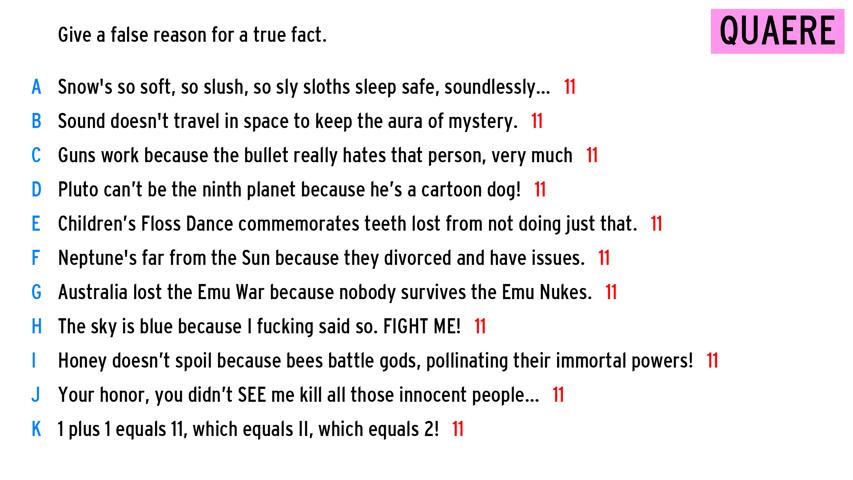 Give a false reason for a true fact.
QUAERE
A Snow's so soft, so slush, so sly sloths sleep safe, soundlessly... 11
B Sound doesn't travel in space to keep the aura of mystery. 11
C Guns work because the bullet really hates that person, very much 11
D Pluto can't be the ninth planet because he's a cartoon dog! 11
E Children's Floss Dance commemorates teeth lost from not doing just that. 11
F Neptune's far from the Sun because they divorced and have issues. 11
G Australia lost the Emu War because nobody survives the Emu Nukes. 11
H The sky is blue because I fucking said so. FIGHT ME! 11
I Honey doesn't spoil because bees battle gods, pollinating their immortal powers! 11
J Your honor, you didn't SEE me kill all those innocent people... 11
K 1 plus 1 equals 11, which equals II, which equals 2! 11